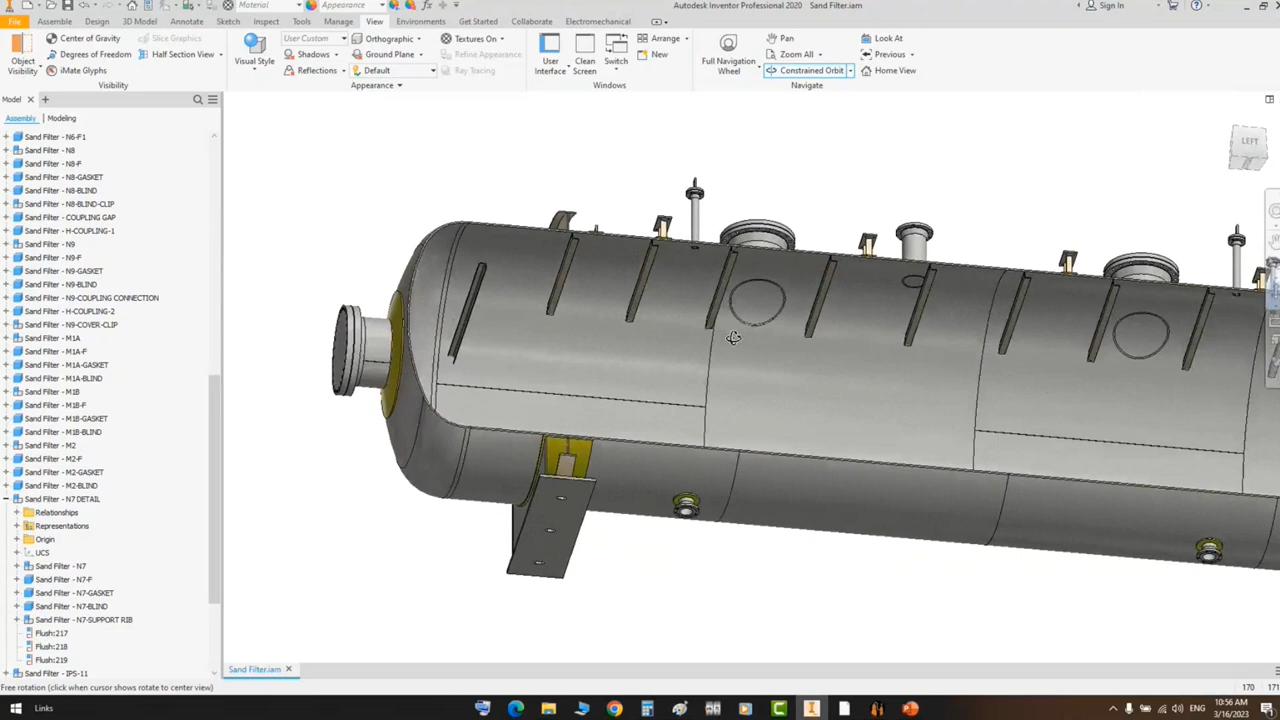 Material
Appearance
Autodesk Inventor Professional 2020 Sand Filter.iam
Sign In
File Assembly Design 3D Model Sketch Annotate Inspect Tools Manage View Environments Get Started Collaborate Electromechanical
Object Visibility
Center of Gravity
Degrees of Freedom
iMate Glyphs
Slice Graphics
Half Section View
Visibility
Visual Style
User Custom
Shadows
Reflections
Orthographic
Ground Plane
Default
Textures On
Refine Appearance
Ray Tracing
Appearance
User Interface
Clean Screen
Switch
Arrange
New
Windows
Full Navigation Wheel
Pan
Zoom All
Constrained Orbit
Look At
Previous
Home View
Navigate
Model
Assembly Modeling
Sand Filter - N6-F1
Sand Filter - N8
Sand Filter - N8-F
Sand Filter - N8-GASKET
Sand Filter - N8-BLIND
Sand Filter - N8-BLIND-CLIP
Sand Filter - COUPLING GAP
Sand Filter - H-COUPLING-1
Sand Filter - N9
Sand Filter - N9-F
Sand Filter - N9-GASKET
Sand Filter - N9-BLIND
Sand Filter - N9-COUPLING CONNECTION
Sand Filter - H-COUPLING-2
Sand Filter - N9-COVER-CLIP
Sand Filter - M1A
Sand Filter - M1A-F
Sand Filter - M1A-GASKET
Sand Filter - M1A-BLIND
Sand Filter - M1B
Sand Filter - M1B-F
Sand Filter - M1B-GASKET
Sand Filter - M1B-BLIND
Sand Filter - M2
Sand Filter - M2-F
Sand Filter - M2-GASKET
Sand Filter - M2-BLIND
Sand Filter - N7 DETAIL
Relationships
Representations
Origin
UCS
Sand Filter - N7
Sand Filter - N7-F
Sand Filter - N7-GASKET
Sand Filter - N7-BLIND
Sand Filter - N7-SUPPORT RIB
Flush:217
Flush:218
Flush:219
Sand Filter - IPS-11
LEFT
Sand Filter.iam
Free rotation (click when cursor shows rotate to center view)
170 171
Links
10:56 AM
3/16/2023